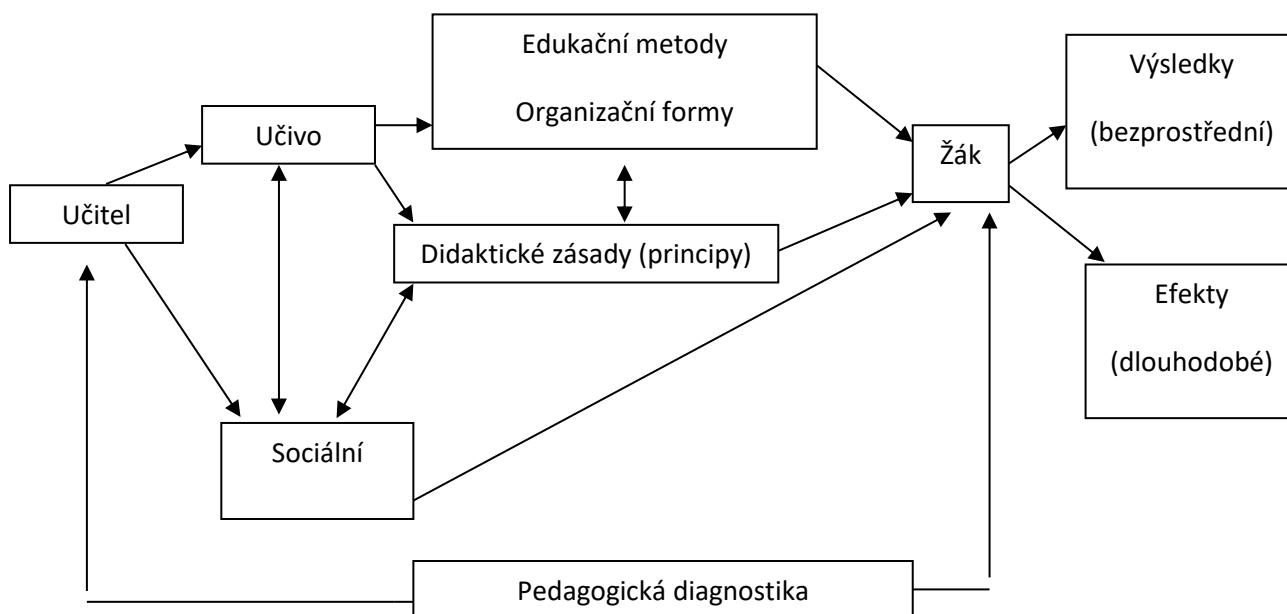 Edukační metody
Organizační formy
Výsledky
(bezprostřední)
Učivo
Žák
Učitel
Didaktické zásady (principy)
Efekty
(dlouhodobé)
Sociální
Pedagogická diagnostika